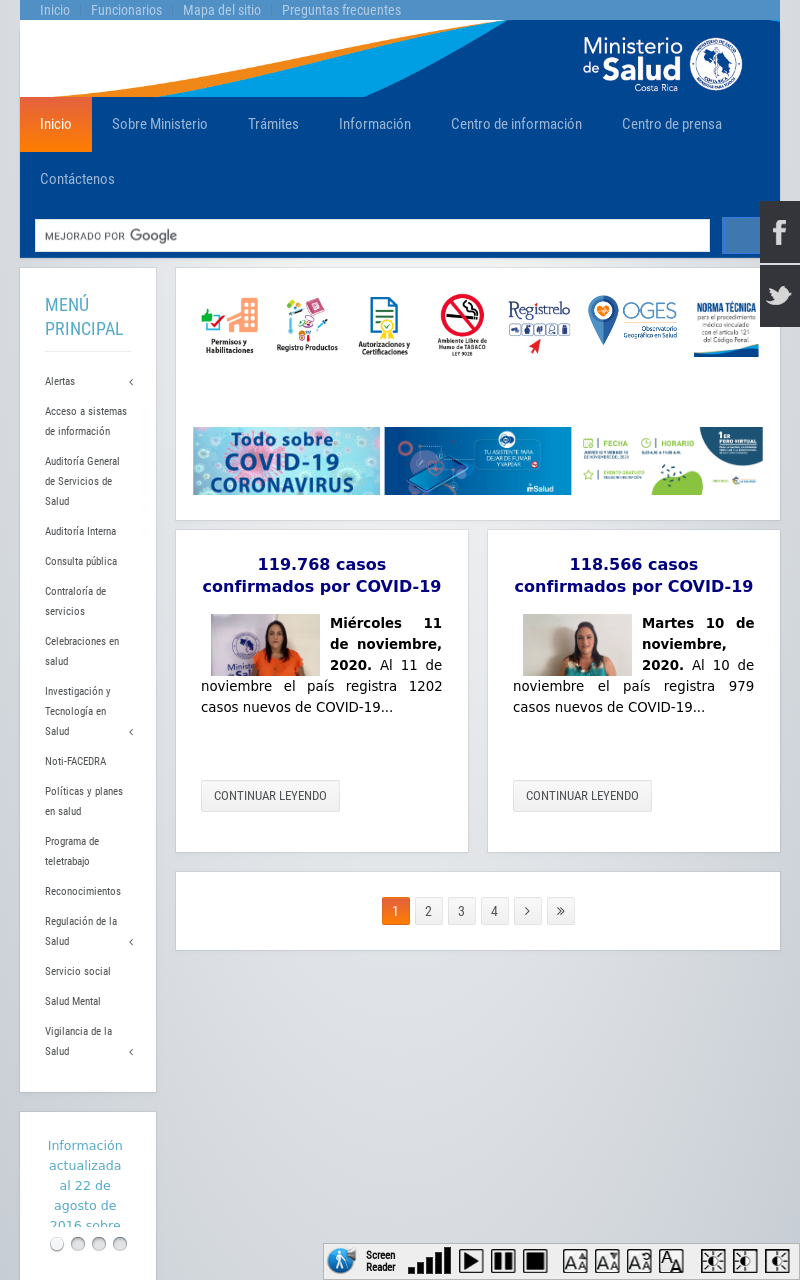 Inicio Funcionarios Mapa del sitio Preguntas frecuentes
Ministerio
de Salud
Costa Rica
Inicio Sobre Ministerio Trámites Información Centro de información Centro de prensa
Contáctenos
MEJORADO POR Google
MENÚ
PRINCIPAL
Alertas
Acceso a sistemas
de información
Auditoría General
de Servicios de
Salud
Auditoría Interna
Consulta pública
Contraloría de
servicios
Celebraciones en
salud
Investigación y
Tecnología en
Salud
Noti-FACEDRA
Políticas y planes
en salud
Programa de
teletrabajo
Reconocimientos
Regulación de la
Salud
Servicio social
Salud Mental
Vigilancia de la
Salud
Información
actualizada
al 22 de
agosto de
2016 sobre
Permisos y
Habilitaciones
Registro Productos
Autorizaciones y
Certificaciones
Ambiente Libre de
Humo de TABACO
LEY 9028
Regístrelo
OGES
Observatorio
Geográfico en Salud
NORMA TÉCNICA
para el procedimiento
médico vinculado
con el artículo 121
del Código Penal.
Todo sobre
COVID-19
CORONAVIRUS
TU ASISTENTE PARA
DEJAR DE FUMAR
Y VAPEAR
mSalud
FECHA
HORARIO
1ER
FORO VIRTUAL
119.768 casos
confirmados por COVID-19
Miércoles 11
de noviembre,
2020. Al 11 de
noviembre el país registra 1202
casos nuevos de COVID-19...
CONTINUAR LEYENDO
118.566 casos
confirmados por COVID-19
Martes 10 de
noviembre,
2020. Al 10 de
noviembre el país registra 979
casos nuevos de COVID-19...
CONTINUAR LEYENDO
1 2 3 4 › »
Screen
Reader